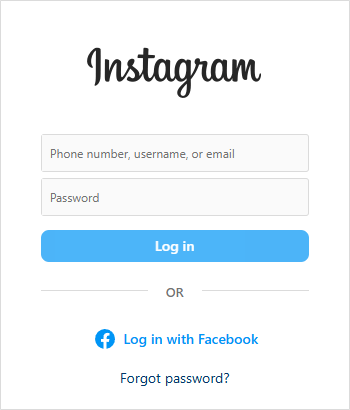 Instagram
Phone number, username, or email
Password
Log in
OR
Log in with Facebook
Forgot password?